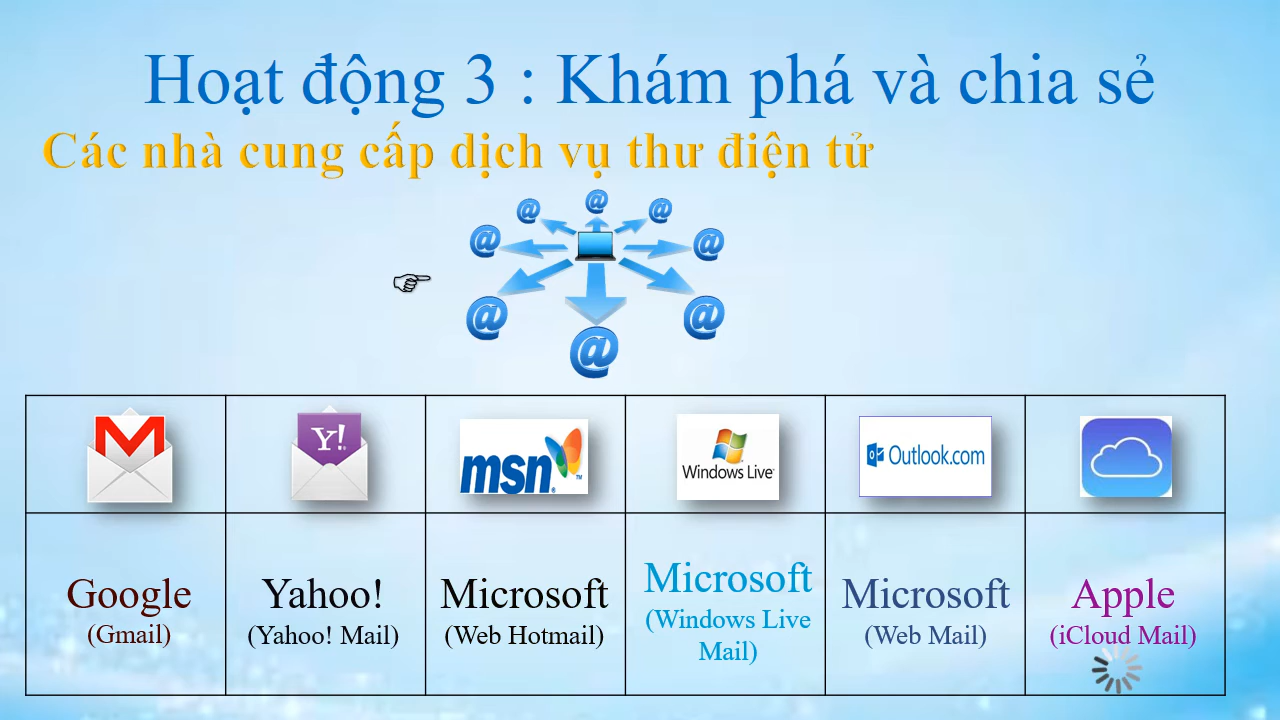 Hoạt động 3 : Khám phá và chia sẻ
Các nhà cung cấp dịch vụ thư điện tử
@ @ @
@ @
@ @
@
Y! msn Windows Live Outlook.com
Google Yahoo! Microsoft Microsoft Microsoft Apple
(Gmail) (Yahoo! Mail) (Web Hotmail) (Windows Live Mail) (Web Mail) (iCloud Mail)